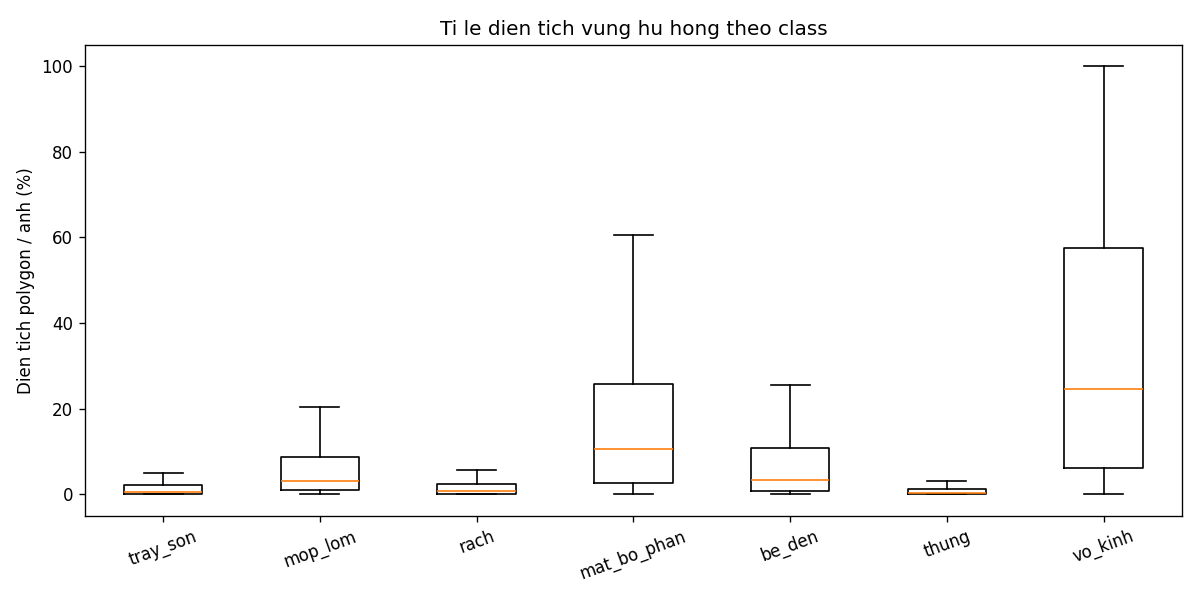 Ti le dien tich vung hu hong theo class
Dien tich polygon / anh (%)
100
80
60
40
20
0
tray_son
mop_lom
rach
mat_bo_phan
be_den
thung
vo_kinh